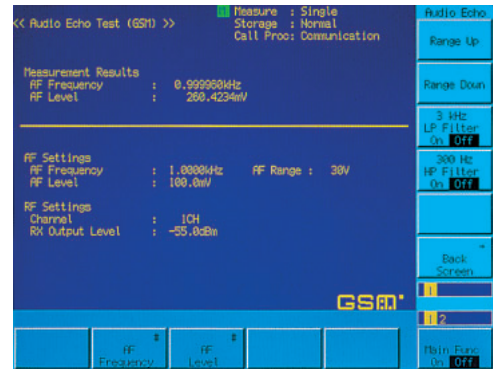 << Audio Echo Test (GSM) >>
Measure : Single
Storage : Normal
Call Proc: Communication
Measurement Results
AF Frequency : 0.999960kHz
AF Level : 260.4234mV
AF Settings
AF Frequency : 1.0000kHz AF Range : 30V
AF Level : 100.0mV
RF Settings
Channel : 1CH
RX Output Level : -55.0dBm
GSM
Audio Echo
Range Up
Range Down
3 kHz
LP Filter
On Off
300 Hz
HP Filter
On Off
Back
Screen
1
1 2
Main Func
On Off
#
AF
Frequency
#
AF
Level